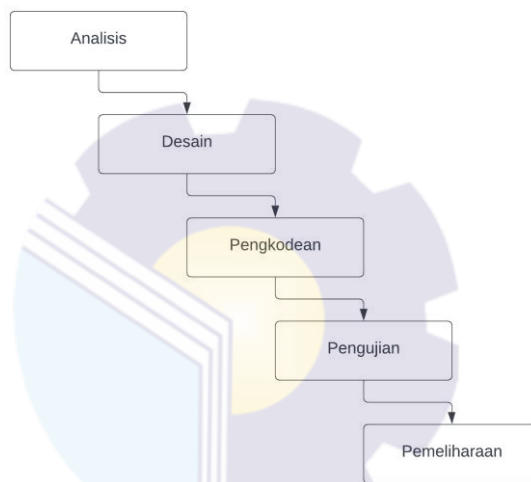 Analisis
Desain
Pengkodean
Pengujian
Pemeliharaan